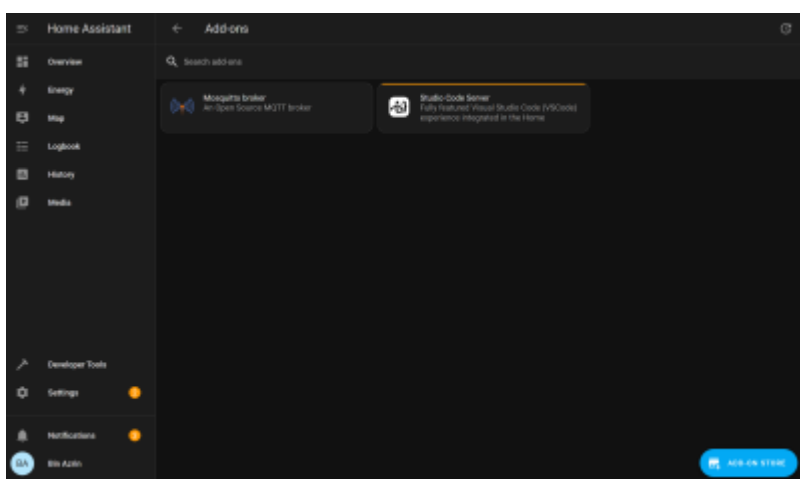 Home Assistant
Add-ons
Overview
Search add-ons
Energy
Mosquitto broker
An Open Source MQTT broker
Studio Code Server
Fully featured Visual Studio Code (VSCode)
experience integrated in the Home
Map
Logbook
History
Media
Developer Tools
Settings
Notifications
BA
ADD-ON STORE